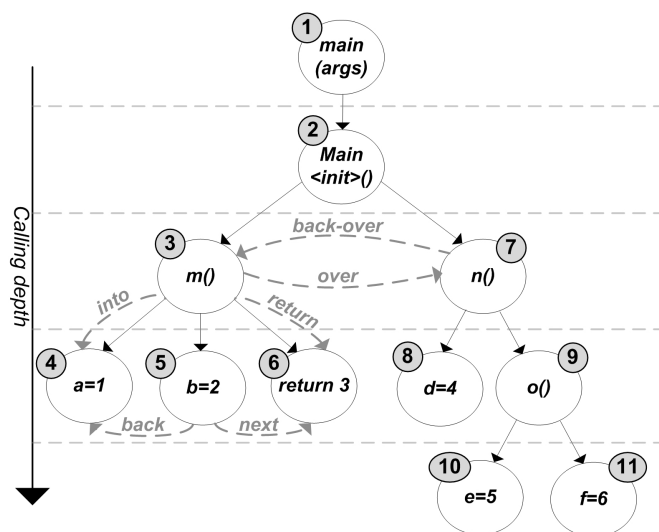 1
main
(args)
2
Main
<init>()
Calling depth
back-over
3
7
m()
over
n()
into
return
4
5
6
8
9
a=1
b=2
return 3
d=4
o()
back
next
10
11
e=5
f=6